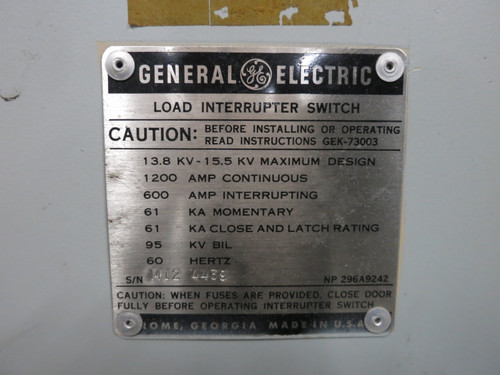 GENERAL GE ELECTRIC
LOAD INTERRUPTER SWITCH
CAUTION: BEFORE INSTALLING OR OPERATING
READ INSTRUCTIONS GEK-73003
13.8 KV - 15.5 KV MAXIMUM DESIGN
1200 AMP CONTINUOUS
600 AMP INTERRUPTING
61 KA MOMENTARY
61 KA CLOSE AND LATCH RATING
95 KV BIL
60 HERTZ
S/N NP 296A9242
CAUTION: WHEN FUSES ARE PROVIDED, CLOSE DOOR
FULLY BEFORE OPERATING INTERRUPTER SWITCH
ROME, GEORGIA MADE IN U.S.A.